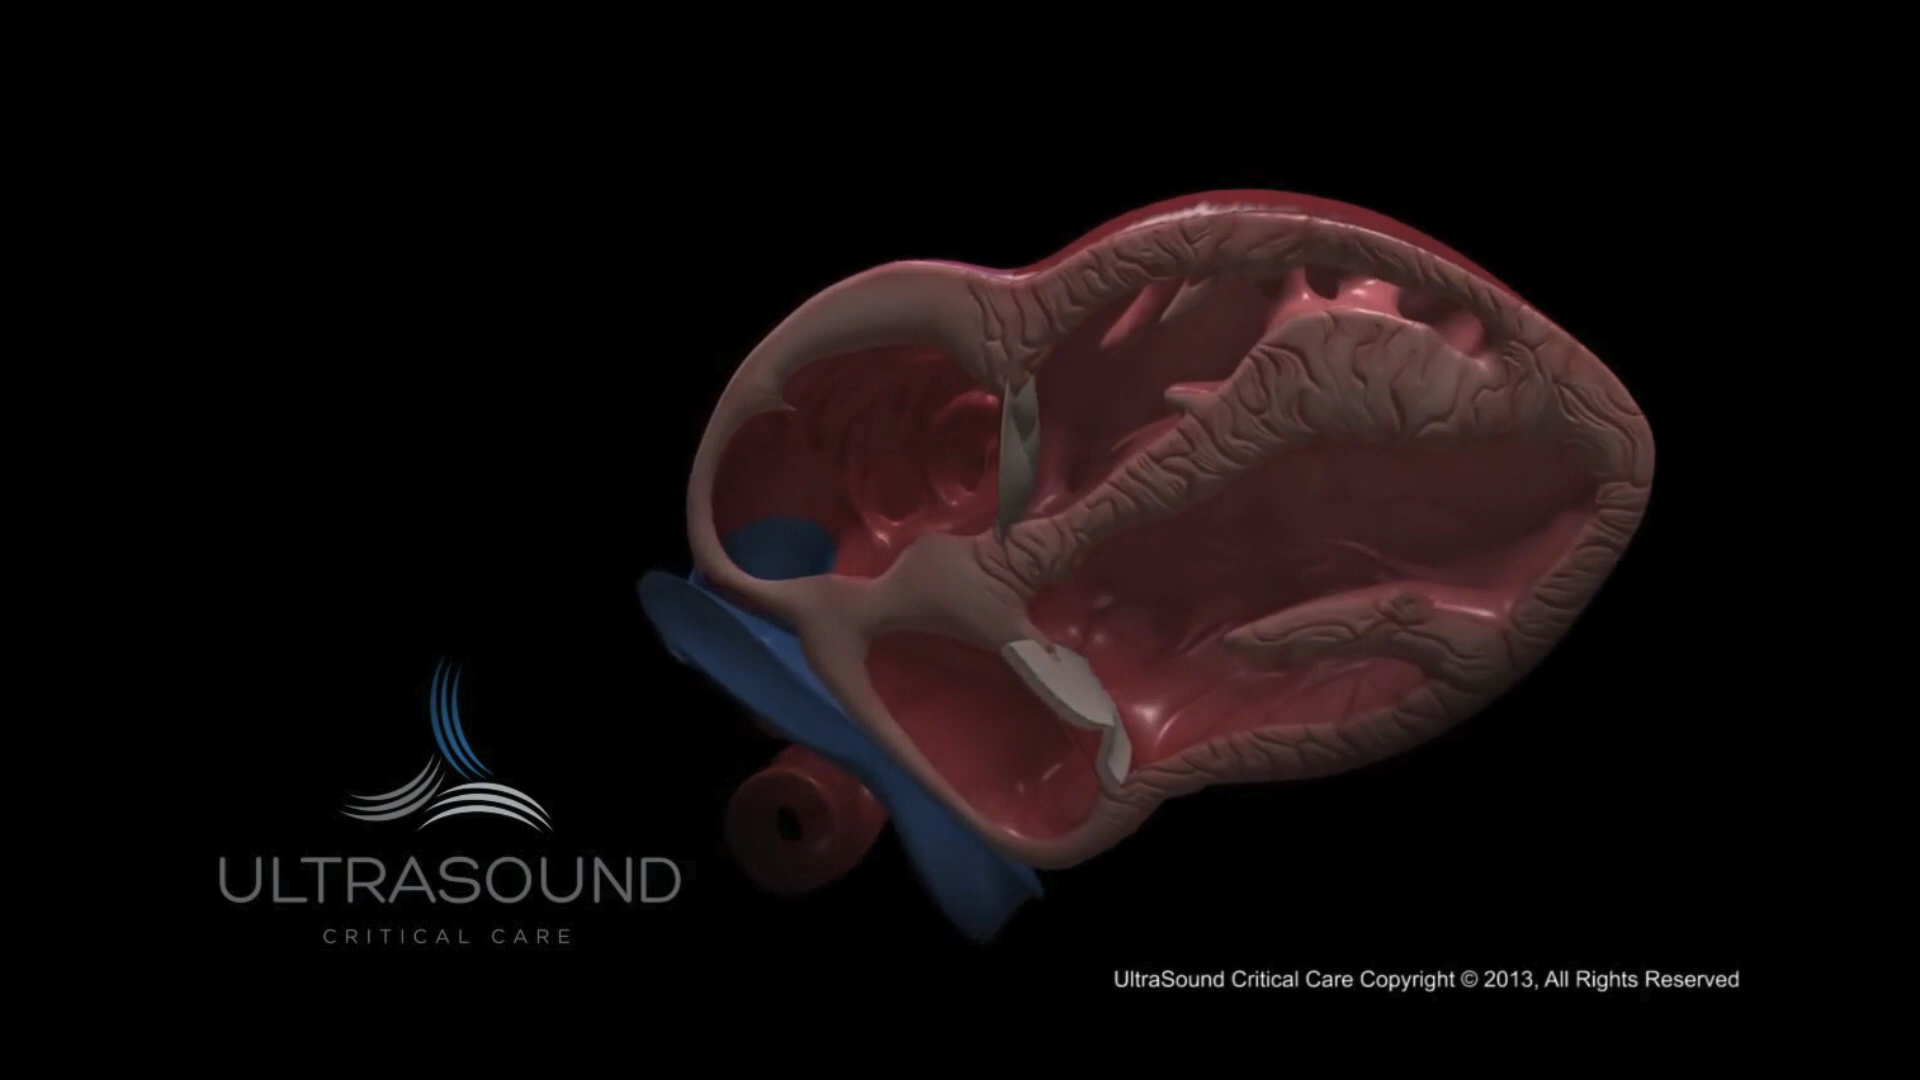 ULTRASOUND
CRITICAL CARE
UltraSound Critical Care Copyright © 2013, All Rights Reserved